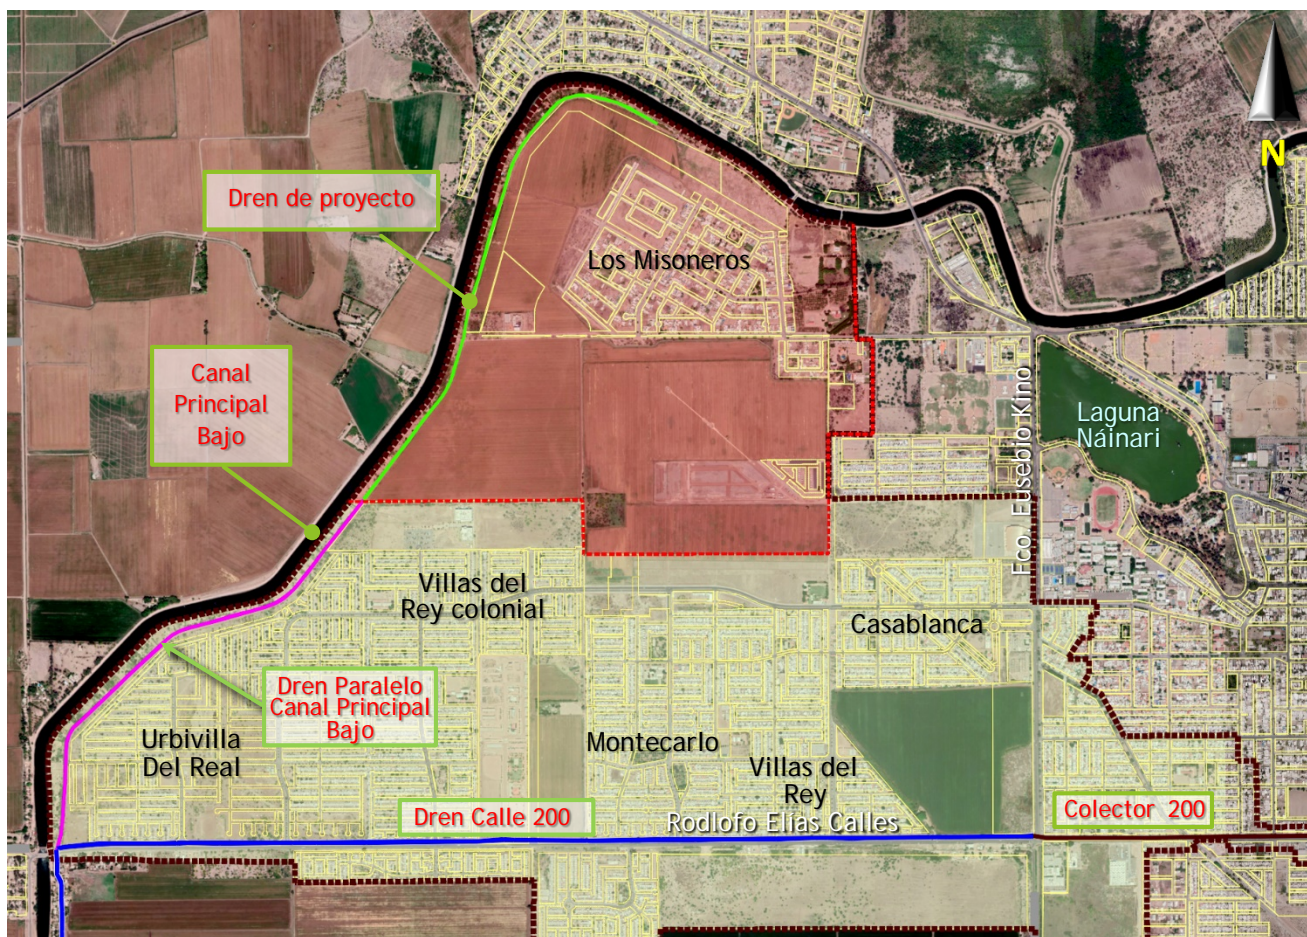 N
Dren de proyecto
Los Misoneros
Canal
Principal
Bajo
Fco. Eusebio Kino
Laguna
Náinari
Villas del
Rey colonial
Casablanca
Dren Paralelo
Canal Principal
Bajo
Urbivilla
Del Real
Montecarlo
Villas del
Rey
Dren Calle 200
Rodlofo Elías Calles
Colector 200